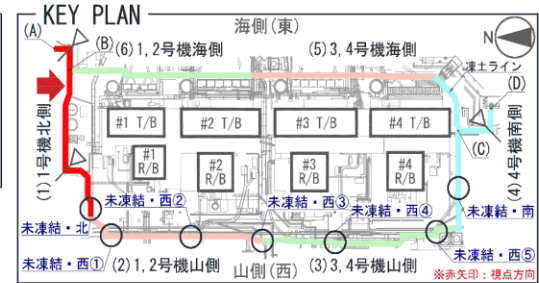 KEY PLAN
海側(東)
N
(A)
(B)
(6)1,2号機海側
(5)3,4号機海側
凍土ライン
(D)
(1)1号機北側
#1 T/B
#2 T/B
#3 T/B
#4 T/B
(C)
(4)4号機南側
#1
R/B
#2
R/B
#3
R/B
#4
R/B
未凍結・西②
未凍結・西③
未凍結・西④
未凍結・南
未凍結・北
未凍結・西①
(2)1,2号機山側
山側(西)
(3)3,4号機山側
未凍結・西⑤
※赤矢印：視点方向